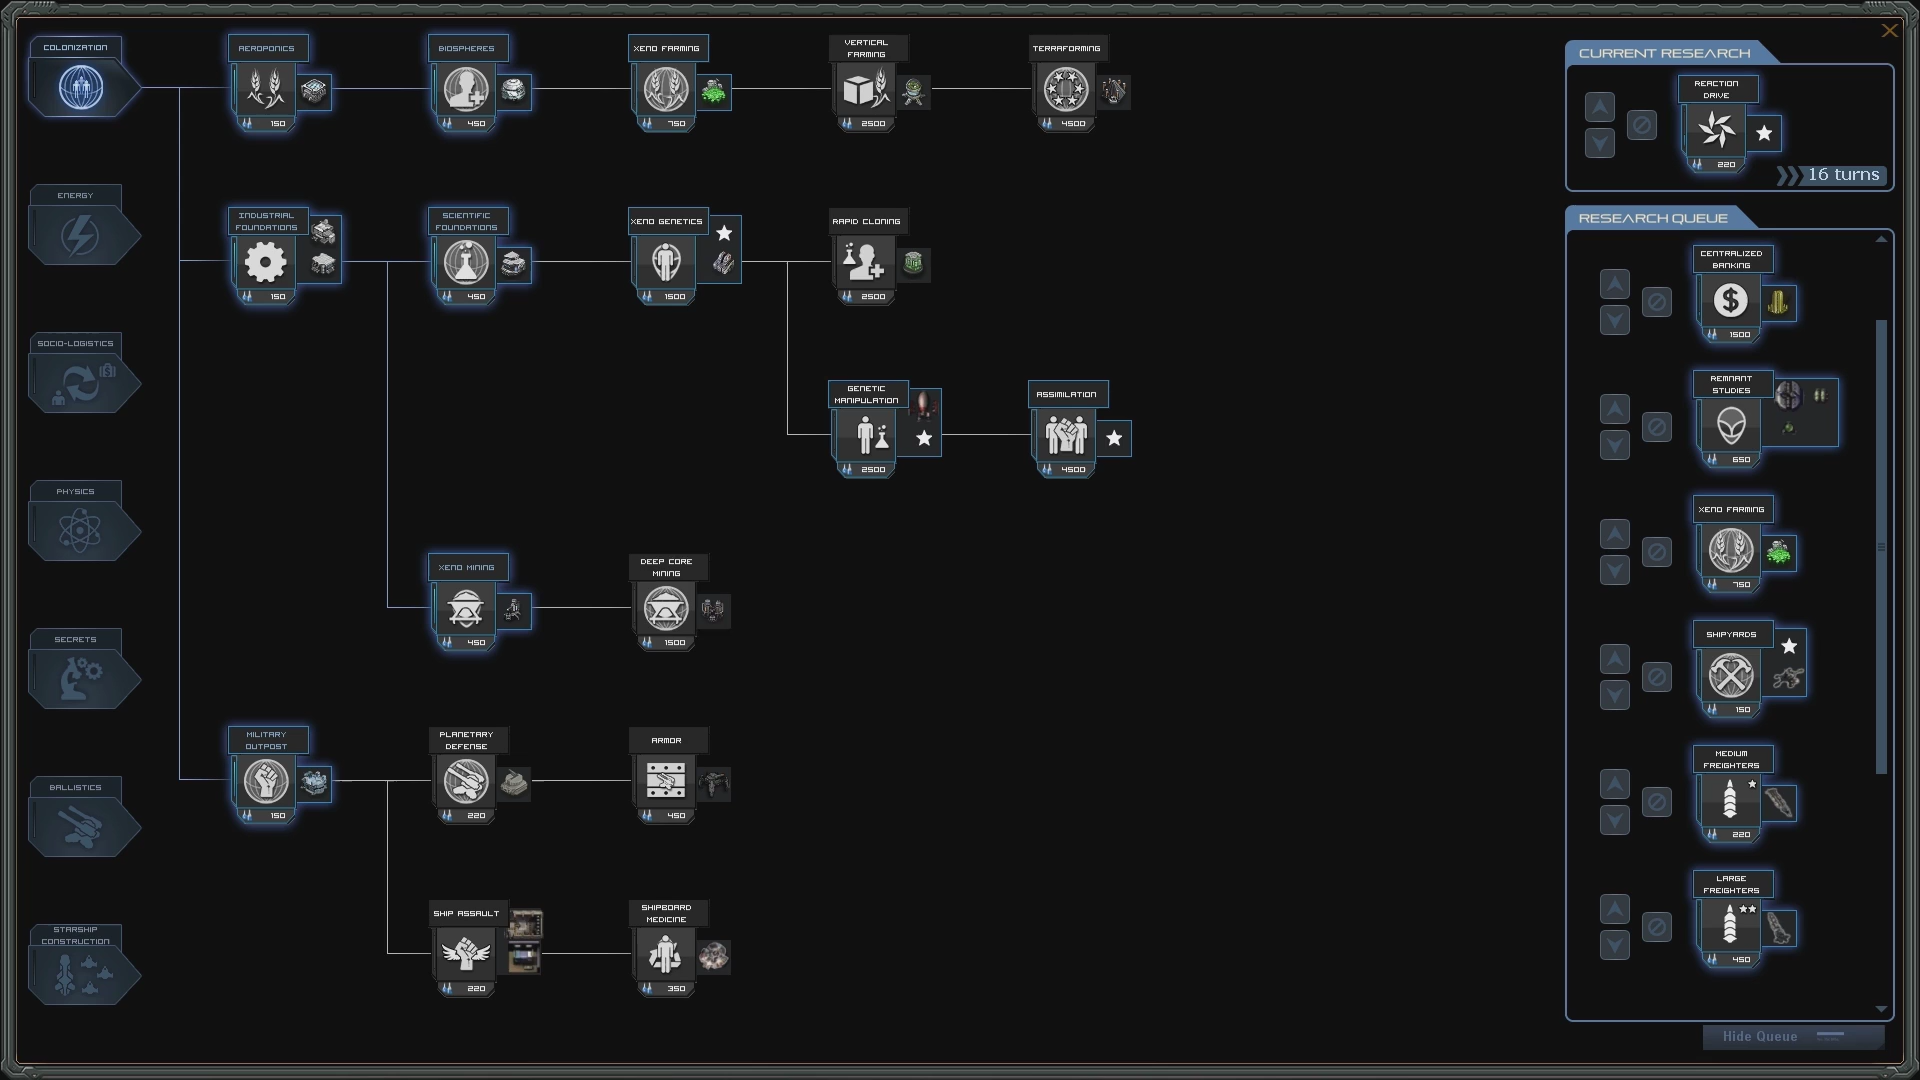 COLONIZATION
AEROPONICS
150
BIOSPHERES
450
XENO FARMING
750
VERTICAL
FARMING
2500
TERRAFORMING
4500
ENERGY
INDUSTRIAL
FOUNDATIONS
150
SCIENTIFIC
FOUNDATIONS
450
XENO GENETICS
1500
RAPID CLONING
2500
SOCIO-LOGISTICS
GENETIC
MANIPULATION
2500
ASSIMILATION
4500
PHYSICS
XENO MINING
450
DEEP CORE
MINING
1500
SECRETS
MILITARY
OUTPOST
150
PLANETARY
DEFENSE
220
ARMOR
450
BALLISTICS
SHIP ASSAULT
220
SHIPBOARD
MEDICINE
350
STARSHIP
CONSTRUCTION
CURRENT RESEARCH
REACTION
DRIVE
220
16 turns
RESEARCH QUEUE
CENTRALIZED
BANKING
$
1500
REMNANT
STUDIES
650
XENO FARMING
750
SHIPYARDS
150
MEDIUM
FREIGHTERS
220
LARGE
FREIGHTERS
450
Hide Queue